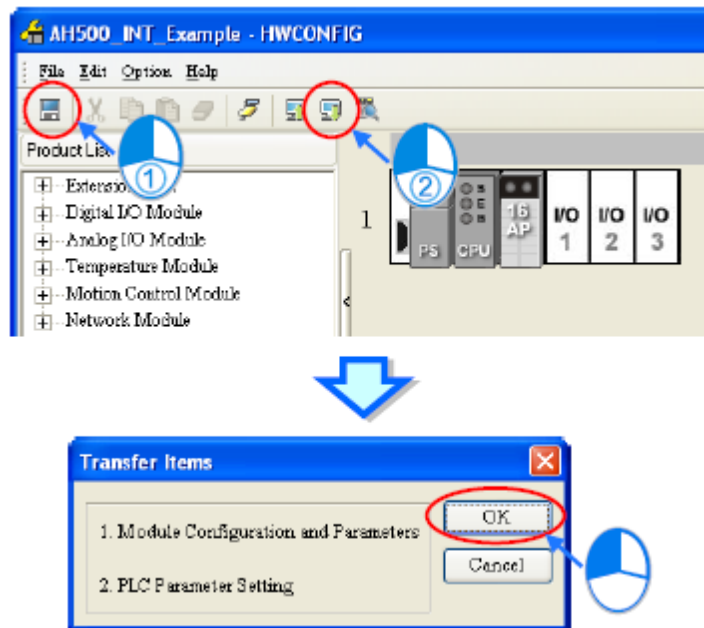 AH500_INT_Example - HWCONFIG
File Edit Option Help
Product List
①
②
Extension
Digital I/O Module
Analog I/O Module
Temperature Module
Motion Control Module
Network Module
1
PS
CPU
16
AP
I/O
1
I/O
2
I/O
3
Transfer Items
1. Module Configuration and Parameters
OK
2. PLC Parameter Setting
Cancel